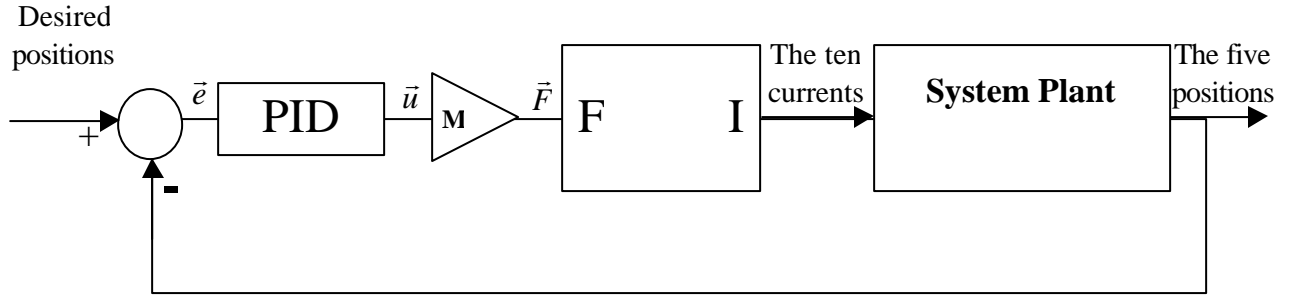 Desired
positions
+
-
e⃗
PID
u⃗
M
F⃗
F I
The ten
currents
System Plant
The five
positions